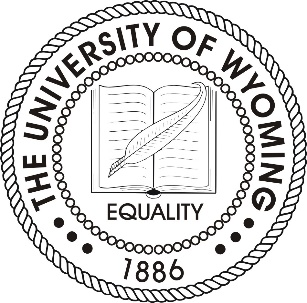 THE UNIVERSITY OF WYOMING
EQUALITY
1886